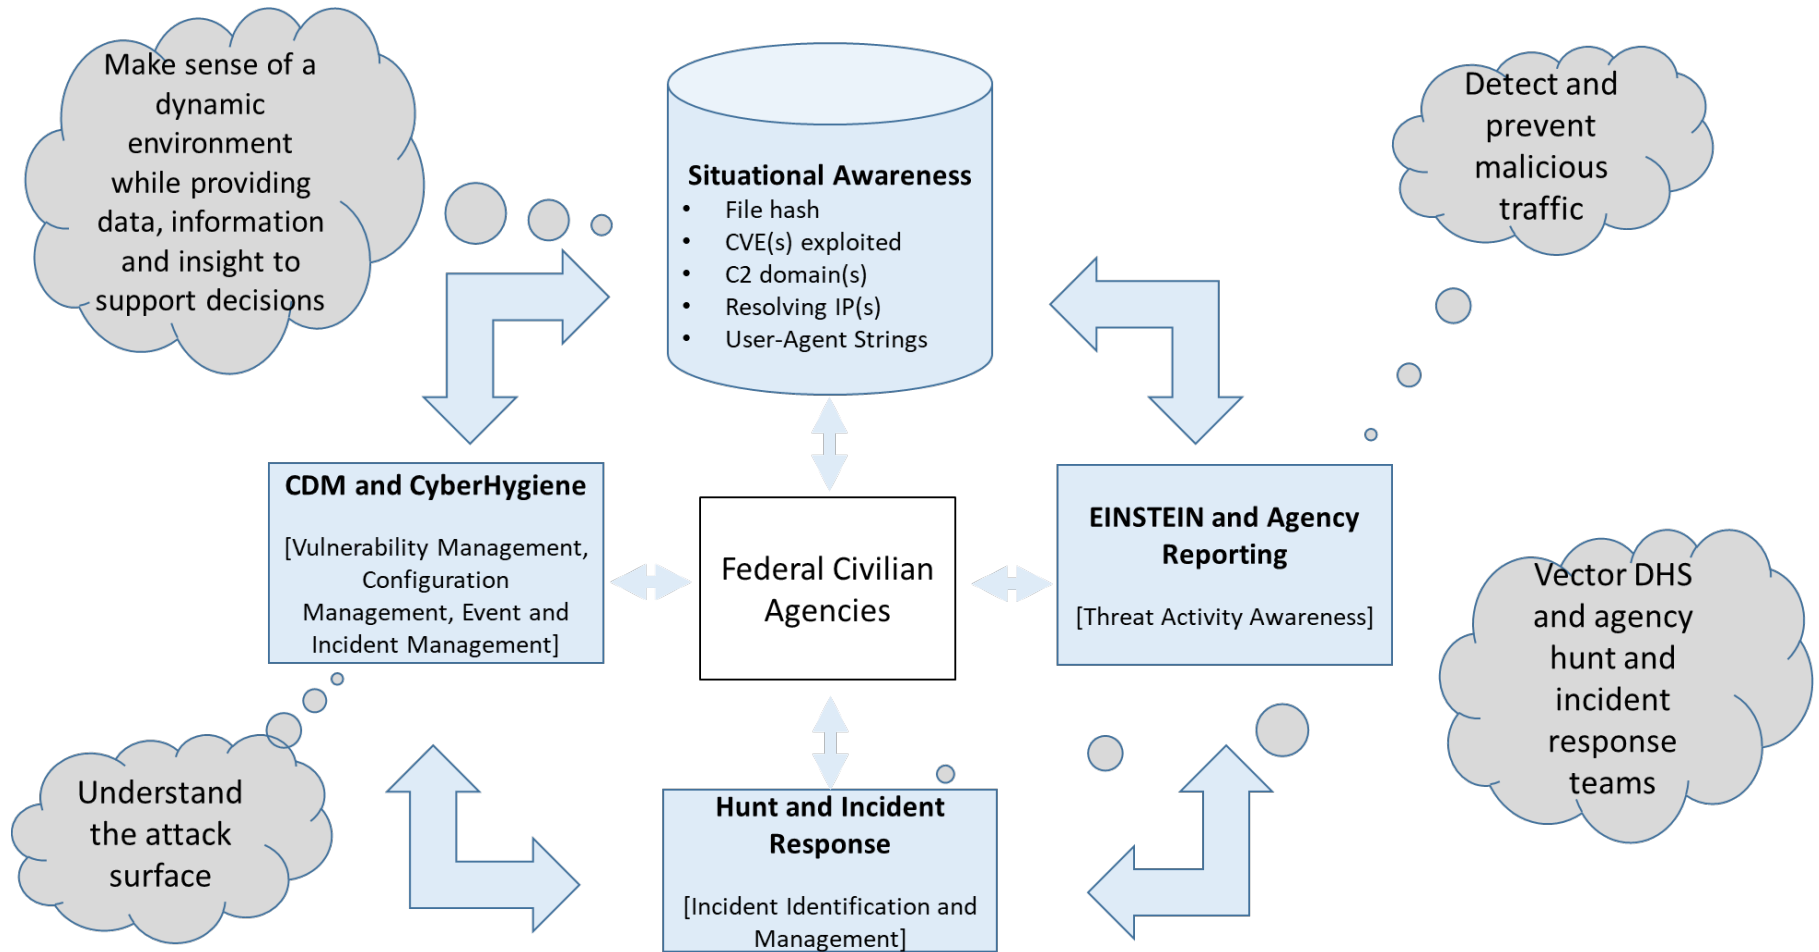 Make sense of a
dynamic
environment
while providing
data, information
and insight to
support decisions
Situational Awareness
• File hash
• CVE(s) exploited
• C2 domain(s)
• Resolving IP(s)
• User-Agent Strings
Detect and
prevent
malicious
traffic
CDM and CyberHygiene
[Vulnerability Management,
Configuration
Management, Event and
Incident Management]
Federal Civilian
Agencies
EINSTEIN and Agency
Reporting
[Threat Activity Awareness]
Vector DHS
and agency
hunt and
incident
response
teams
Understand
the attack
surface
Hunt and Incident
Response
[Incident Identification and
Management]